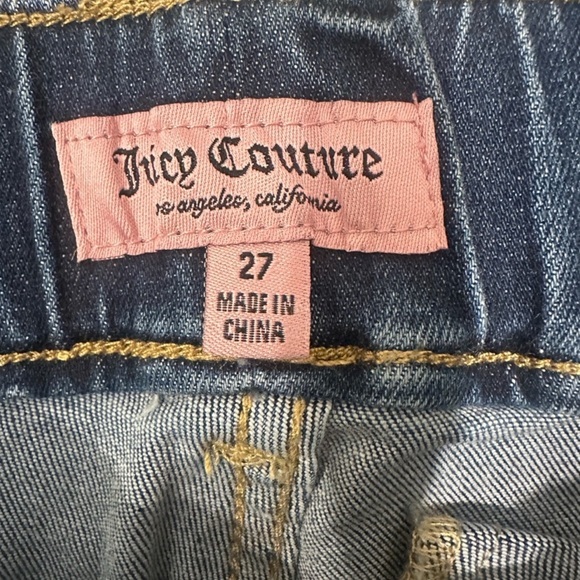 Juicy Couture
los angeles, california
27
MADE IN
CHINA